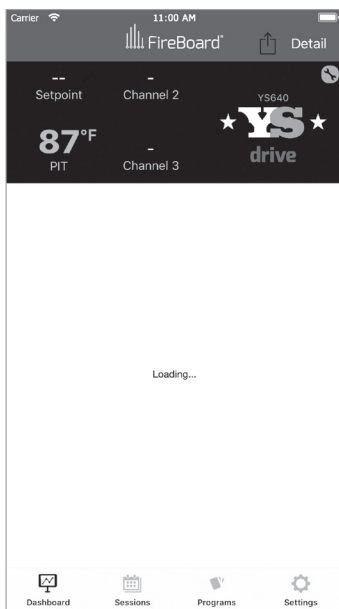 Carrier 11:00 AM
FireBoard® Detail
-- - YS640
Setpoint Channel 2 YS
87°F - drive
PIT Channel 3
Loading...
Dashboard Sessions Programs Settings